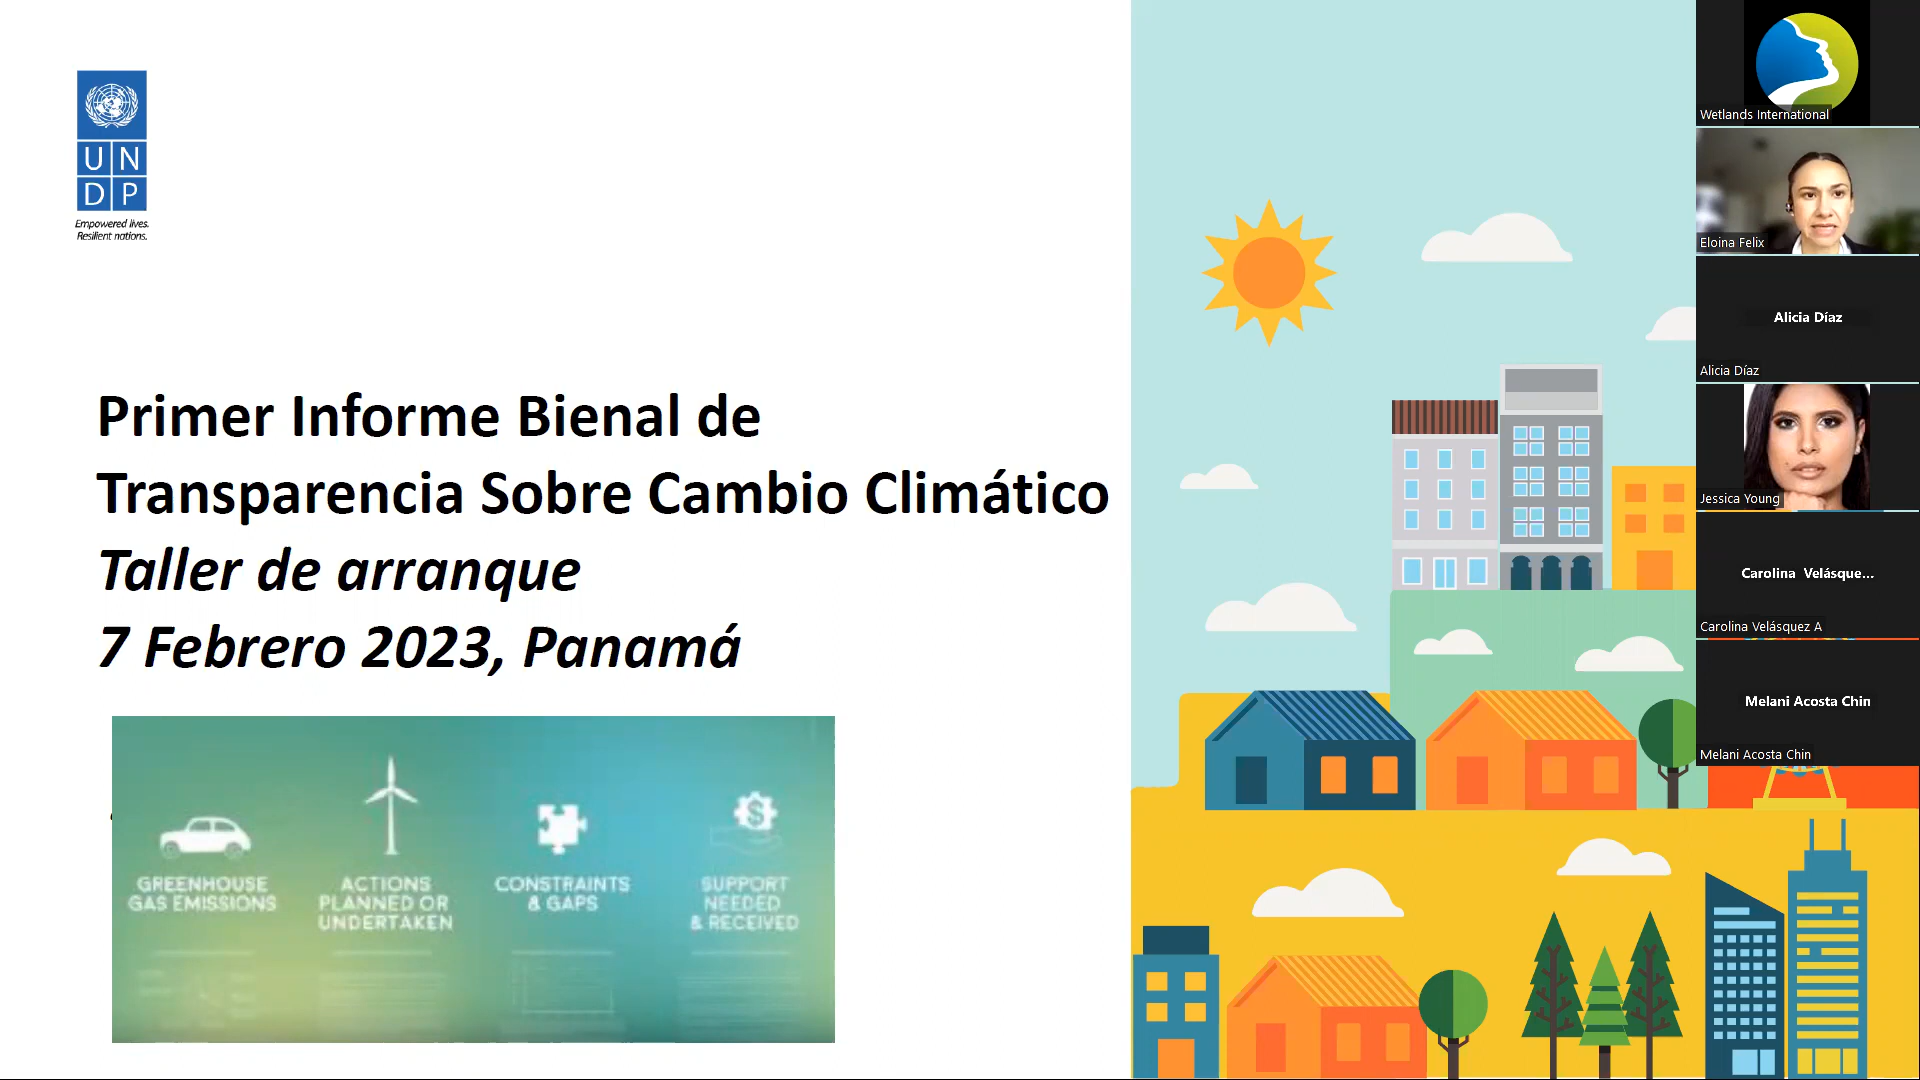 UN
DP
Empowered lives.
Resilient nations.
Primer Informe Bienal de
Transparencia Sobre Cambio Climático
Taller de arranque
7 Febrero 2023, Panamá
GREENHOUSE
GAS EMISSIONS
ACTIONS
PLANNED OR
UNDERTAKEN
CONSTRAINTS
& GAPS
$
SUPPORT
NEEDED
& RECEIVED
Wetlands International
Eloina Felix
Alicia Díaz
Alicia Díaz
Jessica Young
Carolina Velásque...
Carolina Velásquez A
Melani Acosta Chin
Melani Acosta Chin